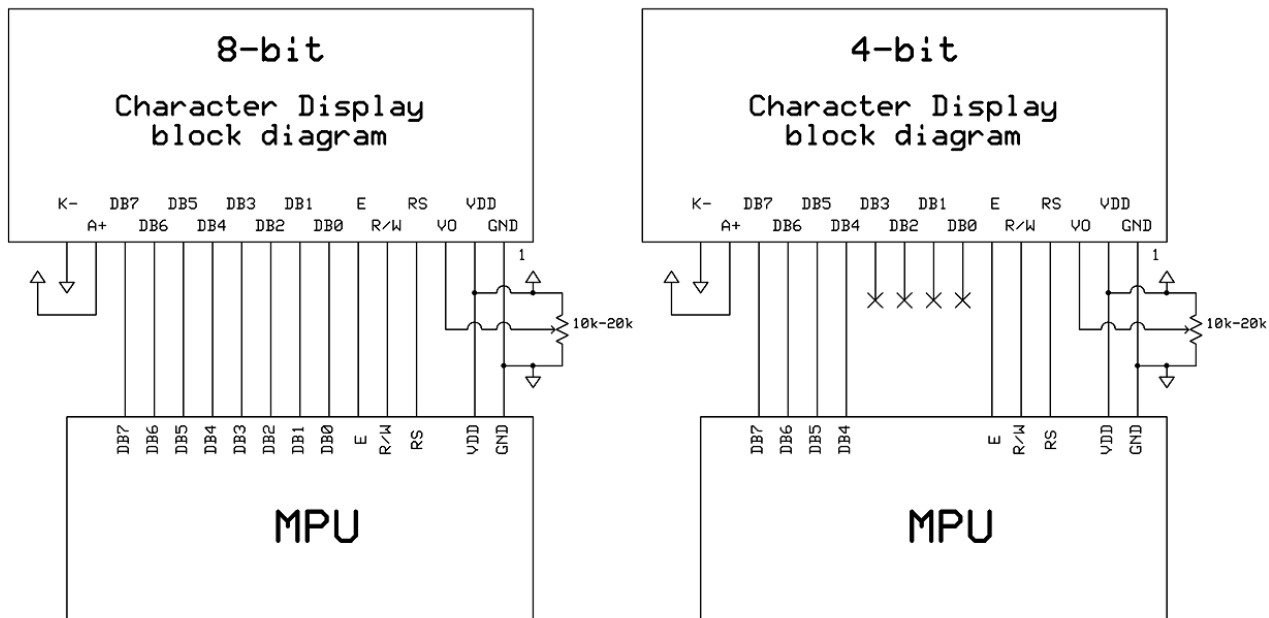 8-bit
Character Display
block diagram
K- DB7 DB5 DB3 DB1 E RS VDD
A+ DB6 DB4 DB2 DB0 R/W VO GND
1
10k-20k
DB7 DB6 DB5 DB4 DB3 DB2 DB1 DB0 E R/W RS VDD GND
MPU
4-bit
Character Display
block diagram
K- DB7 DB5 DB3 DB1 E RS VDD
A+ DB6 DB4 DB2 DB0 R/W VO GND
1
10k-20k
DB7 DB6 DB5 DB4 E R/W RS VDD GND
MPU